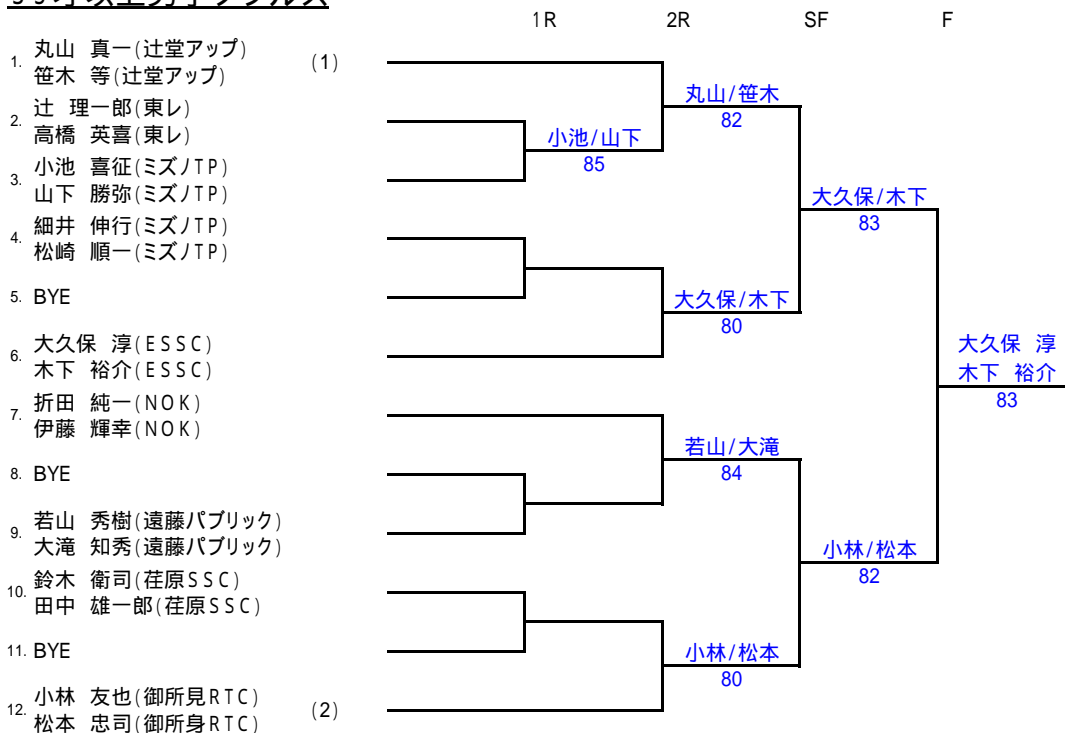 1R 2R SF F
1. 丸山 真一(辻堂アップ) (1)
笹木 等(辻堂アップ)
丸山/笹木
82
2. 辻 理一郎(東レ)
高橋 英喜(東レ)
小池/山下
85
3. 小池 喜征(ミズノTP)
山下 勝弥(ミズノTP)
大久保/木下
83
4. 細井 伸行(ミズノTP)
松崎 順一(ミズノTP)
5. BYE
大久保/木下
80
6. 大久保 淳(ESSC)
木下 裕介(ESSC)
大久保 淳
木下 裕介
83
7. 折田 純一(NOK)
伊藤 輝幸(NOK)
若山/大滝
84
8. BYE
9. 若山 秀樹(遠藤パブリック)
大滝 知秀(遠藤パブリック)
小林/松本
82
10. 鈴木 衛司(荏原SSC)
田中 雄一郎(荏原SSC)
11. BYE
小林/松本
80
12. 小林 友也(御所見RTC) (2)
松本 忠司(御所身RTC)